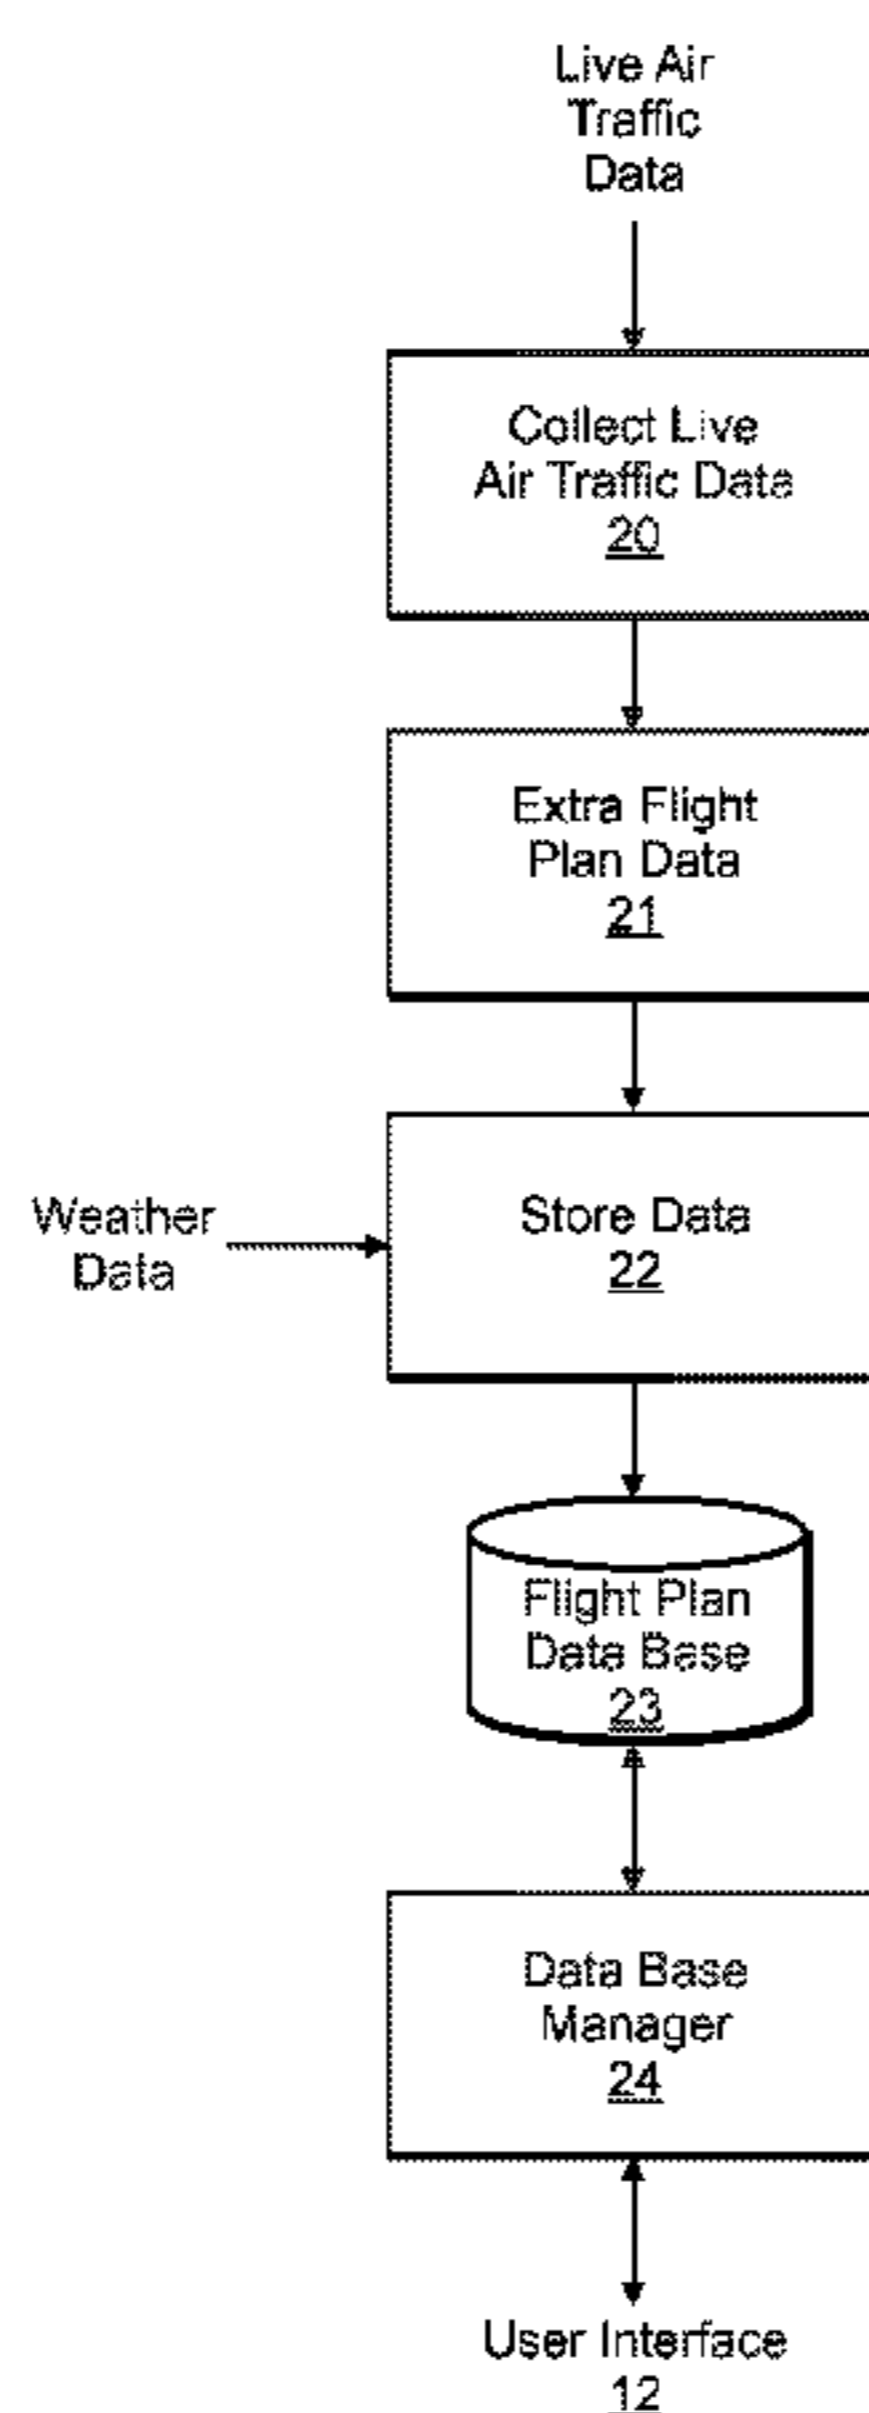 Live Air
Traffic
Data
Collect Live
Air Traffic Data
20
Extra Flight
Plan Data
21
Weather
Data
Store Data
22
Flight Plan
Data Base
23
Data Base
Manager
24
User Interface
12